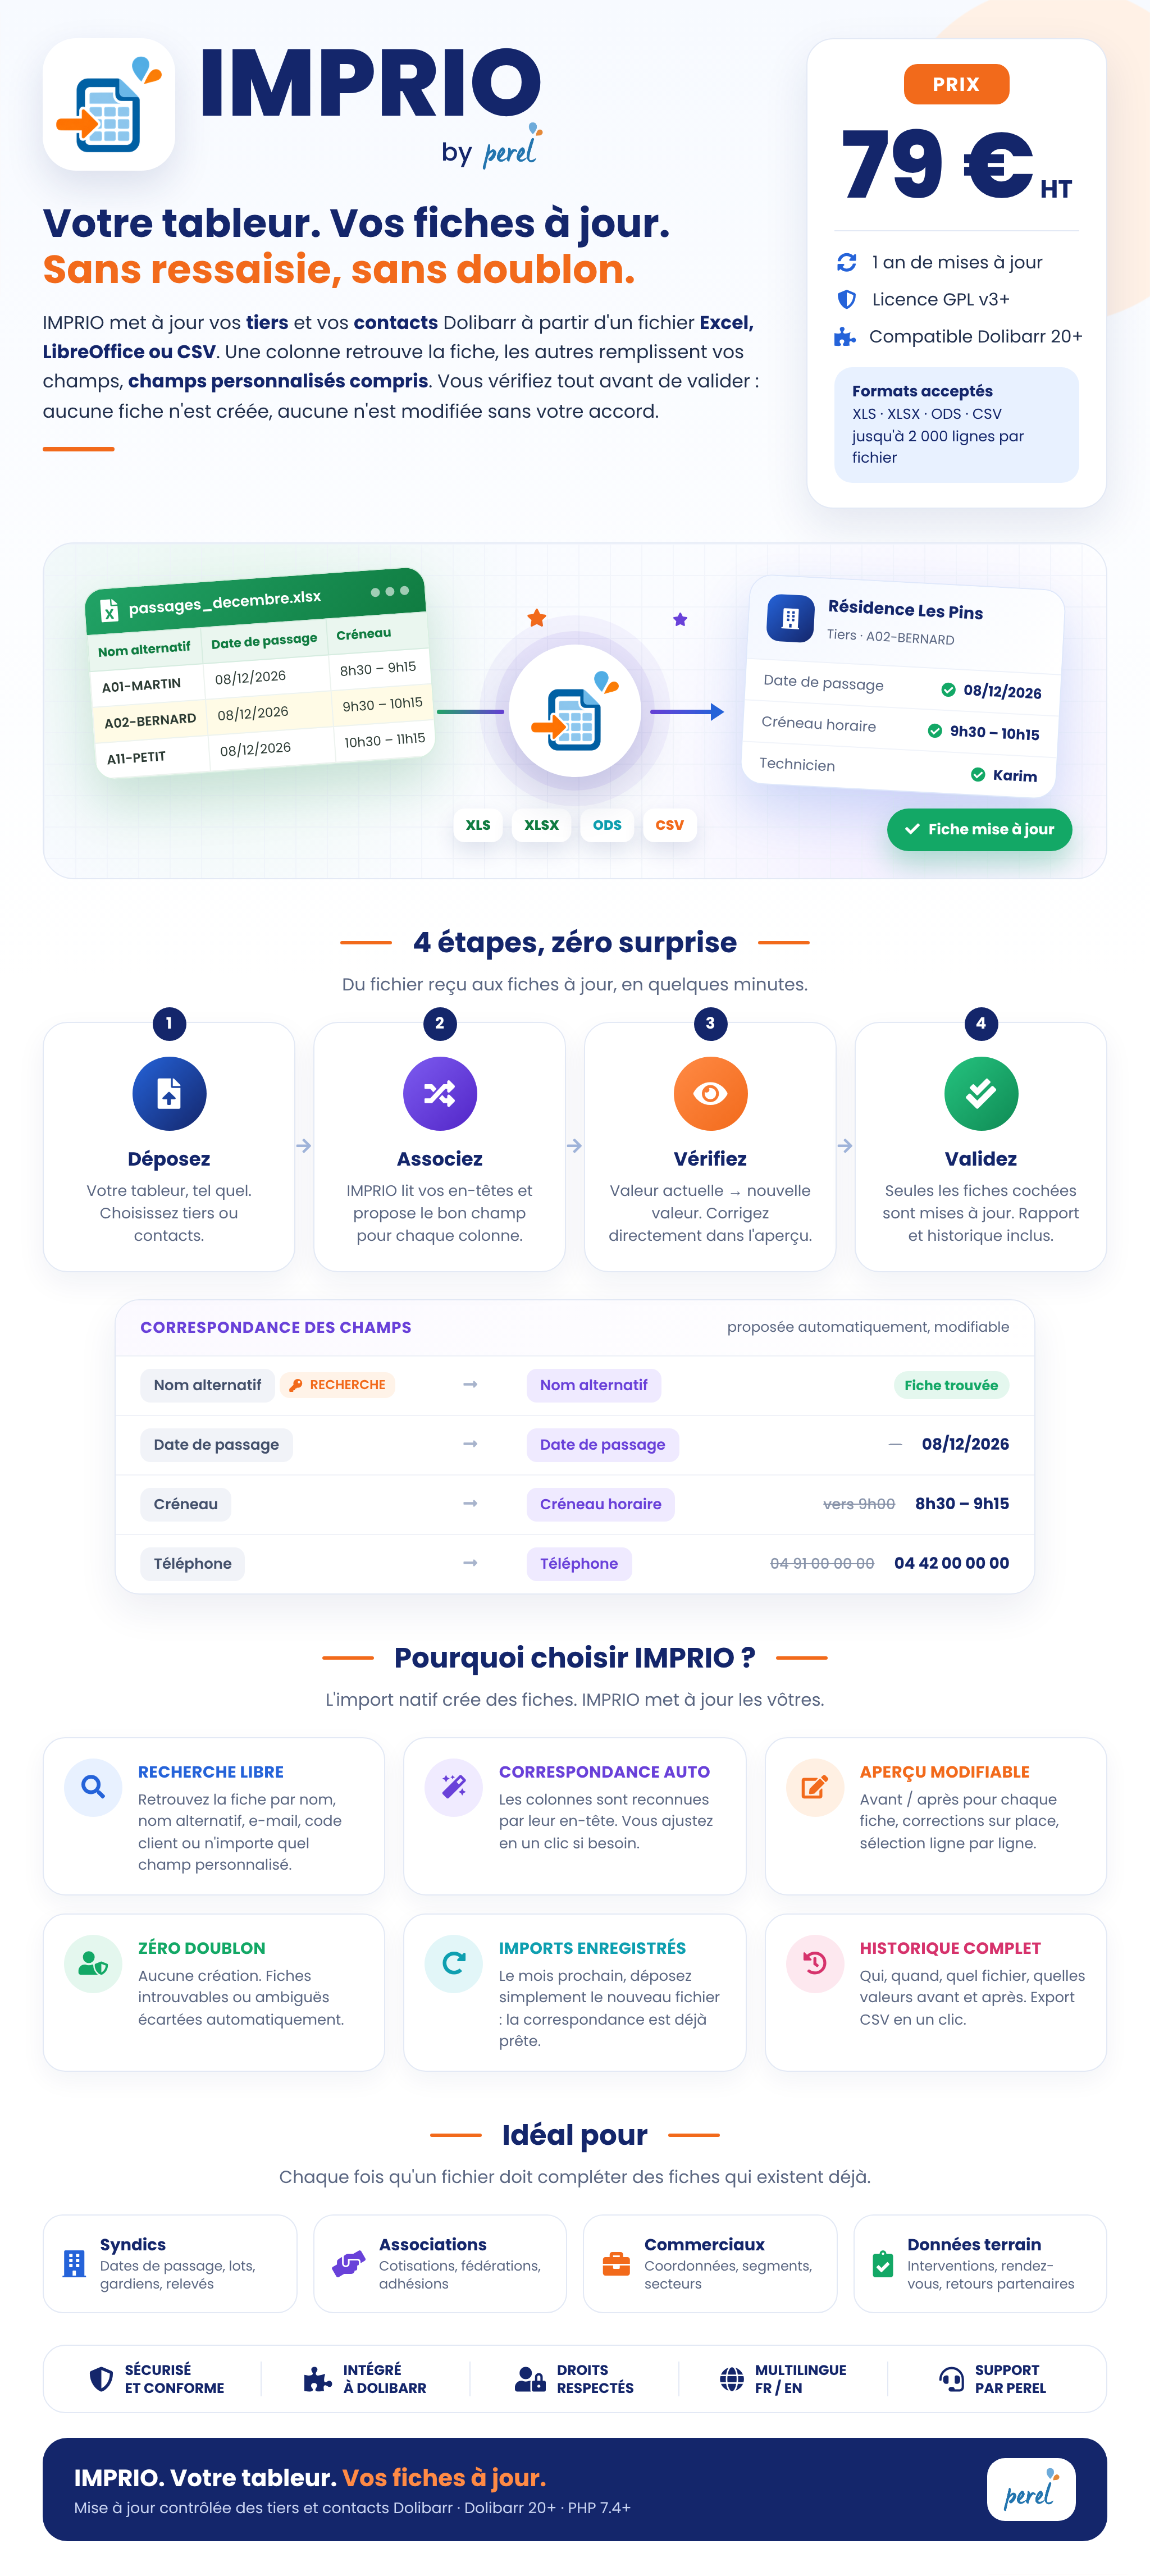 IMPRIO
by perel
Votre tableur. Vos fiches à jour.
Sans ressaisie, sans doublon.
IMPRIO met à jour vos tiers et vos contacts Dolibarr à partir d'un fichier Excel,
LibreOffice ou CSV. Une colonne retrouve la fiche, les autres remplissent vos
champs, champs personnalisés compris. Vous vérifiez tout avant de valider :
aucune fiche n'est créée, aucune n'est modifiée sans votre accord.
PRIX
79 € HT
1 an de mises à jour
Licence GPL v3+
Compatible Dolibarr 20+
Formats acceptés
XLS · XLSX · ODS · CSV
jusqu'à 2 000 lignes par
fichier
passages_decembre.xlsx
Nom alternatif Date de passage Créneau
A01-MARTIN 08/12/2026 8h30 – 9h15
A02-BERNARD 08/12/2026 9h30 – 10h15
A11-PETIT 08/12/2026 10h30 – 11h15
XLS XLSX ODS CSV
Résidence Les Pins
Tiers · A02-BERNARD
Date de passage 08/12/2026
Créneau horaire 9h30 – 10h15
Technicien Karim
Fiche mise à jour
4 étapes, zéro surprise
Du fichier reçu aux fiches à jour, en quelques minutes.
1
Déposez
Votre tableur, tel quel.
Choisissez tiers ou
contacts.
2
Associez
IMPRIO lit vos en-têtes et
propose le bon champ
pour chaque colonne.
3
Vérifiez
Valeur actuelle → nouvelle
valeur. Corrigez
directement dans l'aperçu.
4
Validez
Seules les fiches cochées
sont mises à jour. Rapport
et historique inclus.
CORRESPONDANCE DES CHAMPS proposée automatiquement, modifiable
Nom alternatif RECHERCHE → Nom alternatif Fiche trouvée
Date de passage → Date de passage — 08/12/2026
Créneau → Créneau horaire vers 9h00 8h30 – 9h15
Téléphone → Téléphone 04 91 00 00 00 04 42 00 00 00
Pourquoi choisir IMPRIO ?
L'import natif crée des fiches. IMPRIO met à jour les vôtres.
RECHERCHE LIBRE
Retrouvez la fiche par nom,
nom alternatif, e-mail, code
client ou n'importe quel
champ personnalisé.
CORRESPONDANCE AUTO
Les colonnes sont reconnues
par leur en-tête. Vous ajustez
en un clic si besoin.
APERÇU MODIFIABLE
Avant / après pour chaque
fiche, corrections sur place,
sélection ligne par ligne.
ZÉRO DOUBLON
Aucune création. Fiches
introuvables ou ambiguës
écartées automatiquement.
IMPORTS ENREGISTRÉS
Le mois prochain, déposez
simplement le nouveau fichier
: la correspondance est déjà
prête.
HISTORIQUE COMPLET
Qui, quand, quel fichier, quelles
valeurs avant et après. Export
CSV en un clic.
Idéal pour
Chaque fois qu'un fichier doit compléter des fiches qui existent déjà.
Syndics
Dates de passage, lots,
gardiens, relevés
Associations
Cotisations, fédérations,
adhésions
Commerciaux
Coordonnées, segments,
secteurs
Données terrain
Interventions, rendez-
vous, retours partenaires
SÉCURISÉ
ET CONFORME
INTÉGRÉ
À DOLIBARR
DROITS
RESPECTÉS
MULTILINGUE
FR / EN
SUPPORT
PAR PEREL
IMPRIO. Votre tableur. Vos fiches à jour.
Mise à jour contrôlée des tiers et contacts Dolibarr · Dolibarr 20+ · PHP 7.4+
perel